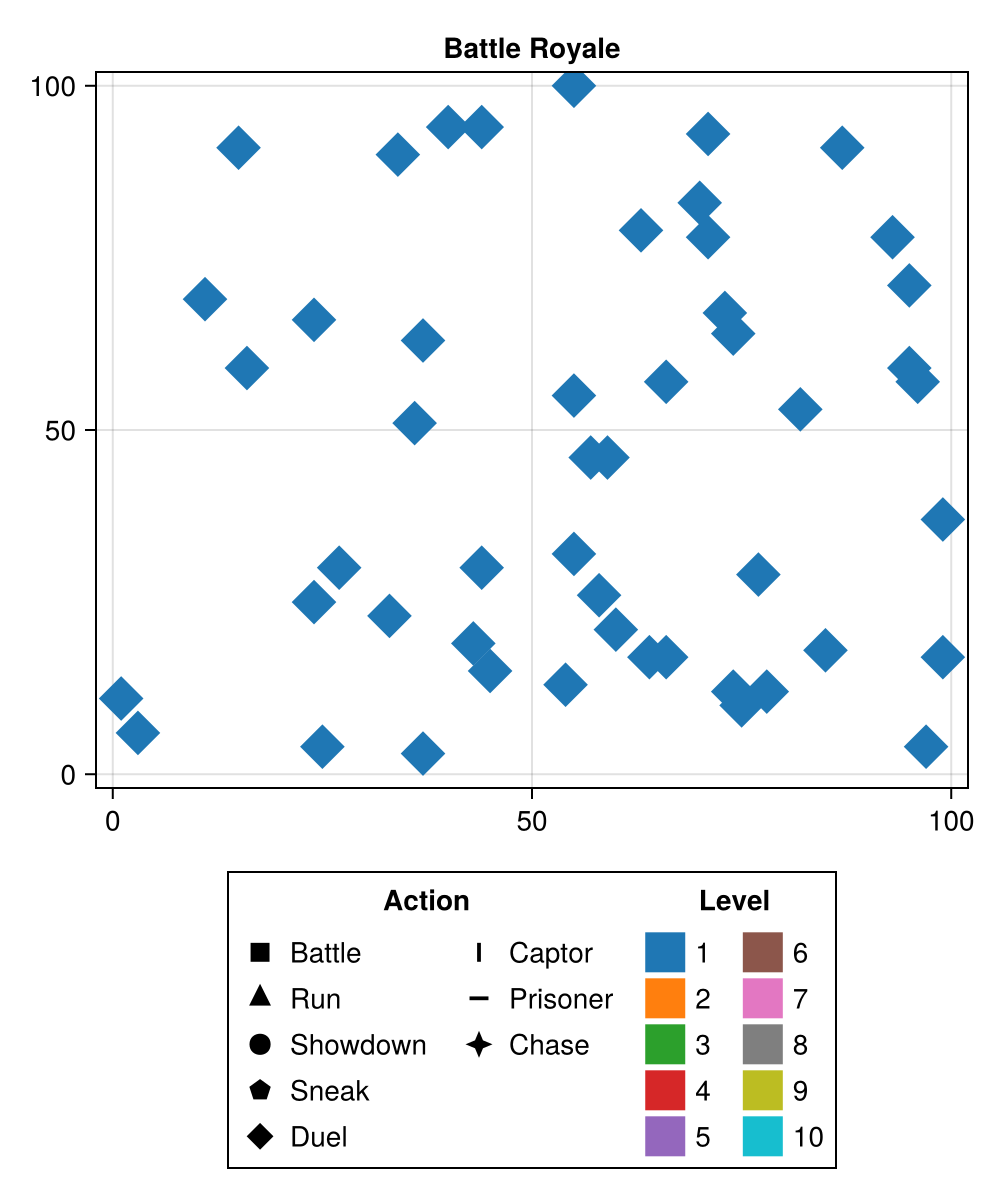 Battle Royale
100
50
0
0 50 100
Action Level
Battle Captor 1 6
Run Prisoner 2 7
Showdown Chase 3 8
Sneak 4 9
Duel 5 10